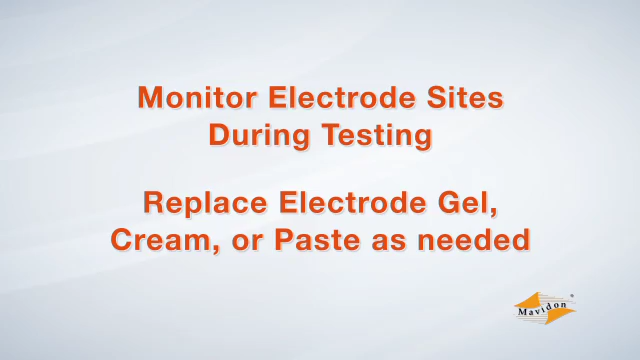 Monitor Electrode Sites
During Testing
Replace Electrode Gel,
Cream, or Paste as needed
Mavidon